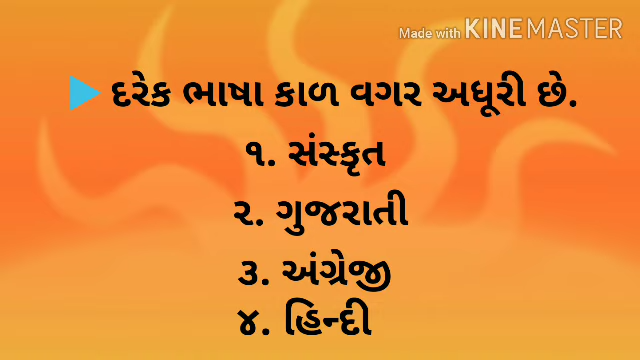 Made with KINEMASTER
દરેક ભાષા કાળ વગર અધૂરી છે.
૧. સંસ્કૃત
૨. ગુજરાતી
૩. અંગ્રેજી
૪. હિન્દી